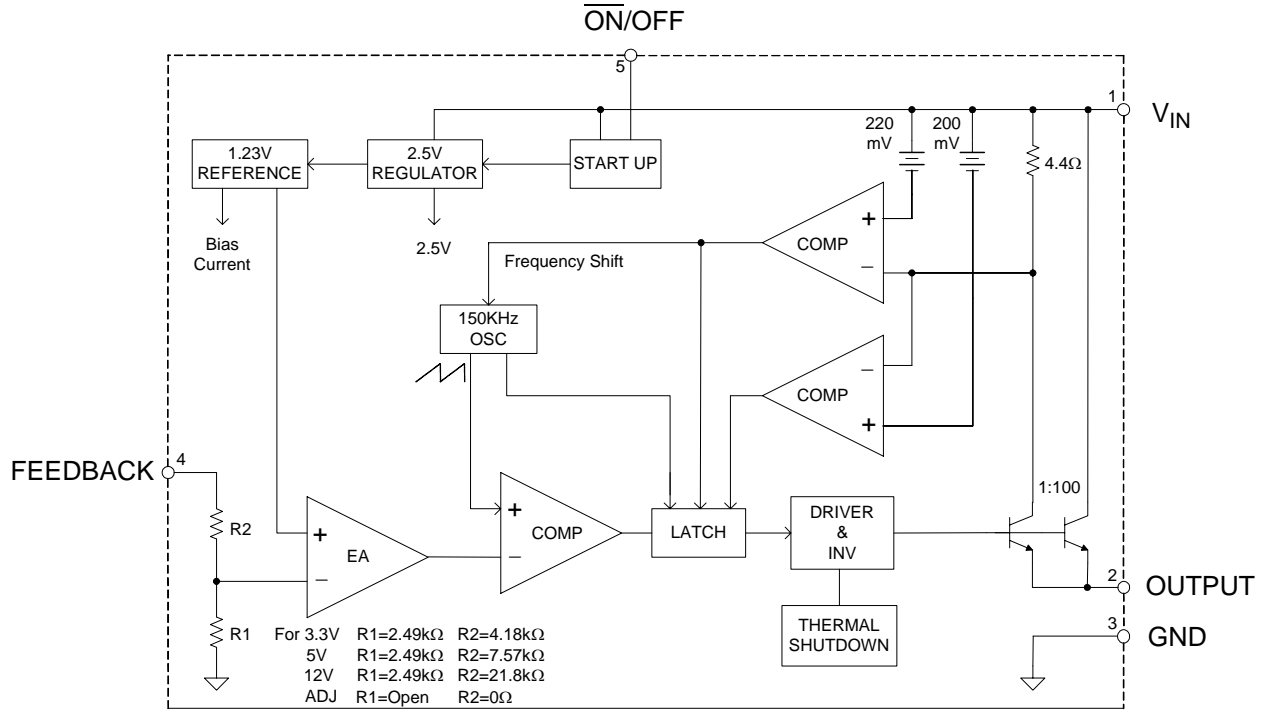 ON/OFF
5
1
VIN
220 mV
200 mV
4.4Ω
1.23V REFERENCE
2.5V REGULATOR
START UP
Bias Current
2.5V
+
COMP
–
Frequency Shift
150KHz OSC
–
COMP
+
FEEDBACK
4
1:100
R2
+
EA
–
+
COMP
–
LATCH
DRIVER & INV
2
OUTPUT
3
GND
THERMAL SHUTDOWN
R1
For 3.3V R1=2.49kΩ R2=4.18kΩ
5V R1=2.49kΩ R2=7.57kΩ
12V R1=2.49kΩ R2=21.8kΩ
ADJ R1=Open R2=0Ω